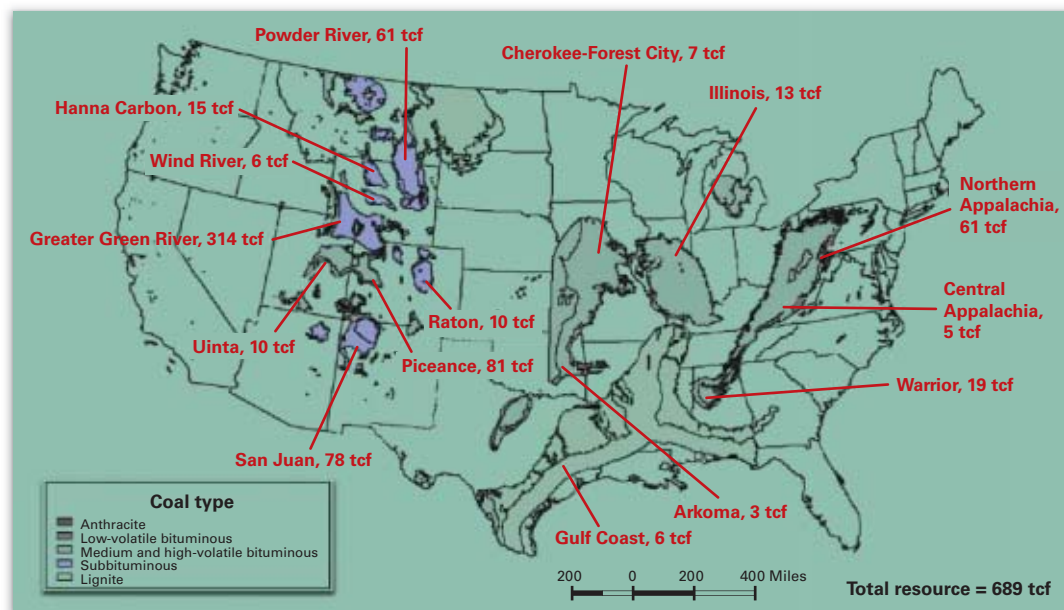 Powder River, 61 tcf
Cherokee-Forest City, 7 tcf
Illinois, 13 tcf
Hanna Carbon, 15 tcf
Wind River, 6 tcf
Northern
Appalachia,
61 tcf
Greater Green River, 314 tcf
Central
Appalachia,
5 tcf
Raton, 10 tcf
Uinta, 10 tcf
Piceance, 81 tcf
Warrior, 19 tcf
San Juan, 78 tcf
Arkoma, 3 tcf
Gulf Coast, 6 tcf
Coal type
Anthracite
Low-volatile bituminous
Medium and high-volatile bituminous
Subbituminous
Lignite
200 0 200 400 Miles
Total resource = 689 tcf